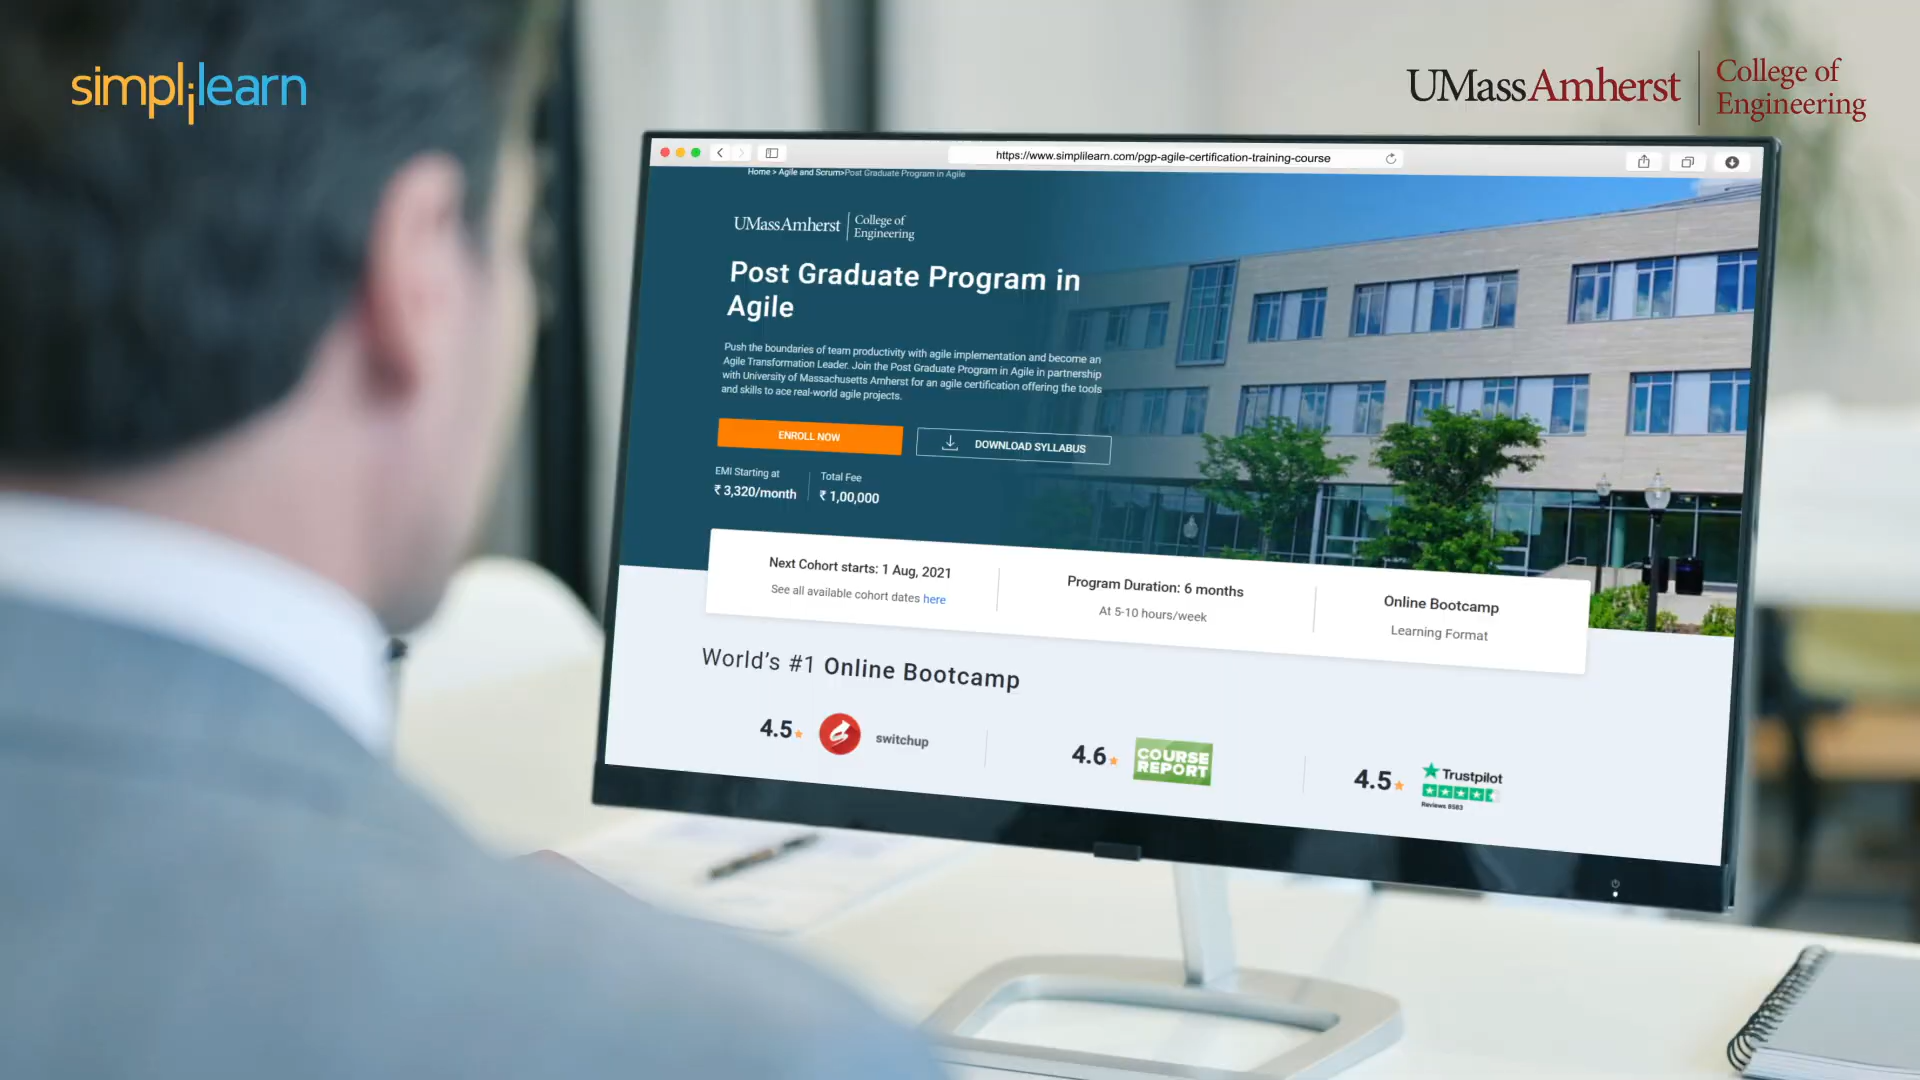 simplilearn
UMassAmherst
College of
Engineering
https://www.simplilearn.com/pgp-agile-certification-training-course
Home > Agile and Scrum>Post Graduate Program in Agile
UMassAmherst
College of
Engineering
Post Graduate Program in
Agile
Push the boundaries of team productivity with agile implementation and become an
Agile Transformation Leader. Join the Post Graduate Program in Agile in partnership
with University of Massachusetts Amherst for an agile certification offering the tools
and skills to ace real-world agile projects.
ENROLL NOW
DOWNLOAD SYLLABUS
EMI Starting at
₹ 3,320/month
Total Fee
₹ 1,00,000
Next Cohort starts: 1 Aug, 2021
See all available cohort dates here
Program Duration: 6 months
At 5-10 hours/week
Online Bootcamp
Learning Format
World's #1 Online Bootcamp
4.5
switchup
4.6
COURSE
REPORT
4.5
Trustpilot
Reviews 8583